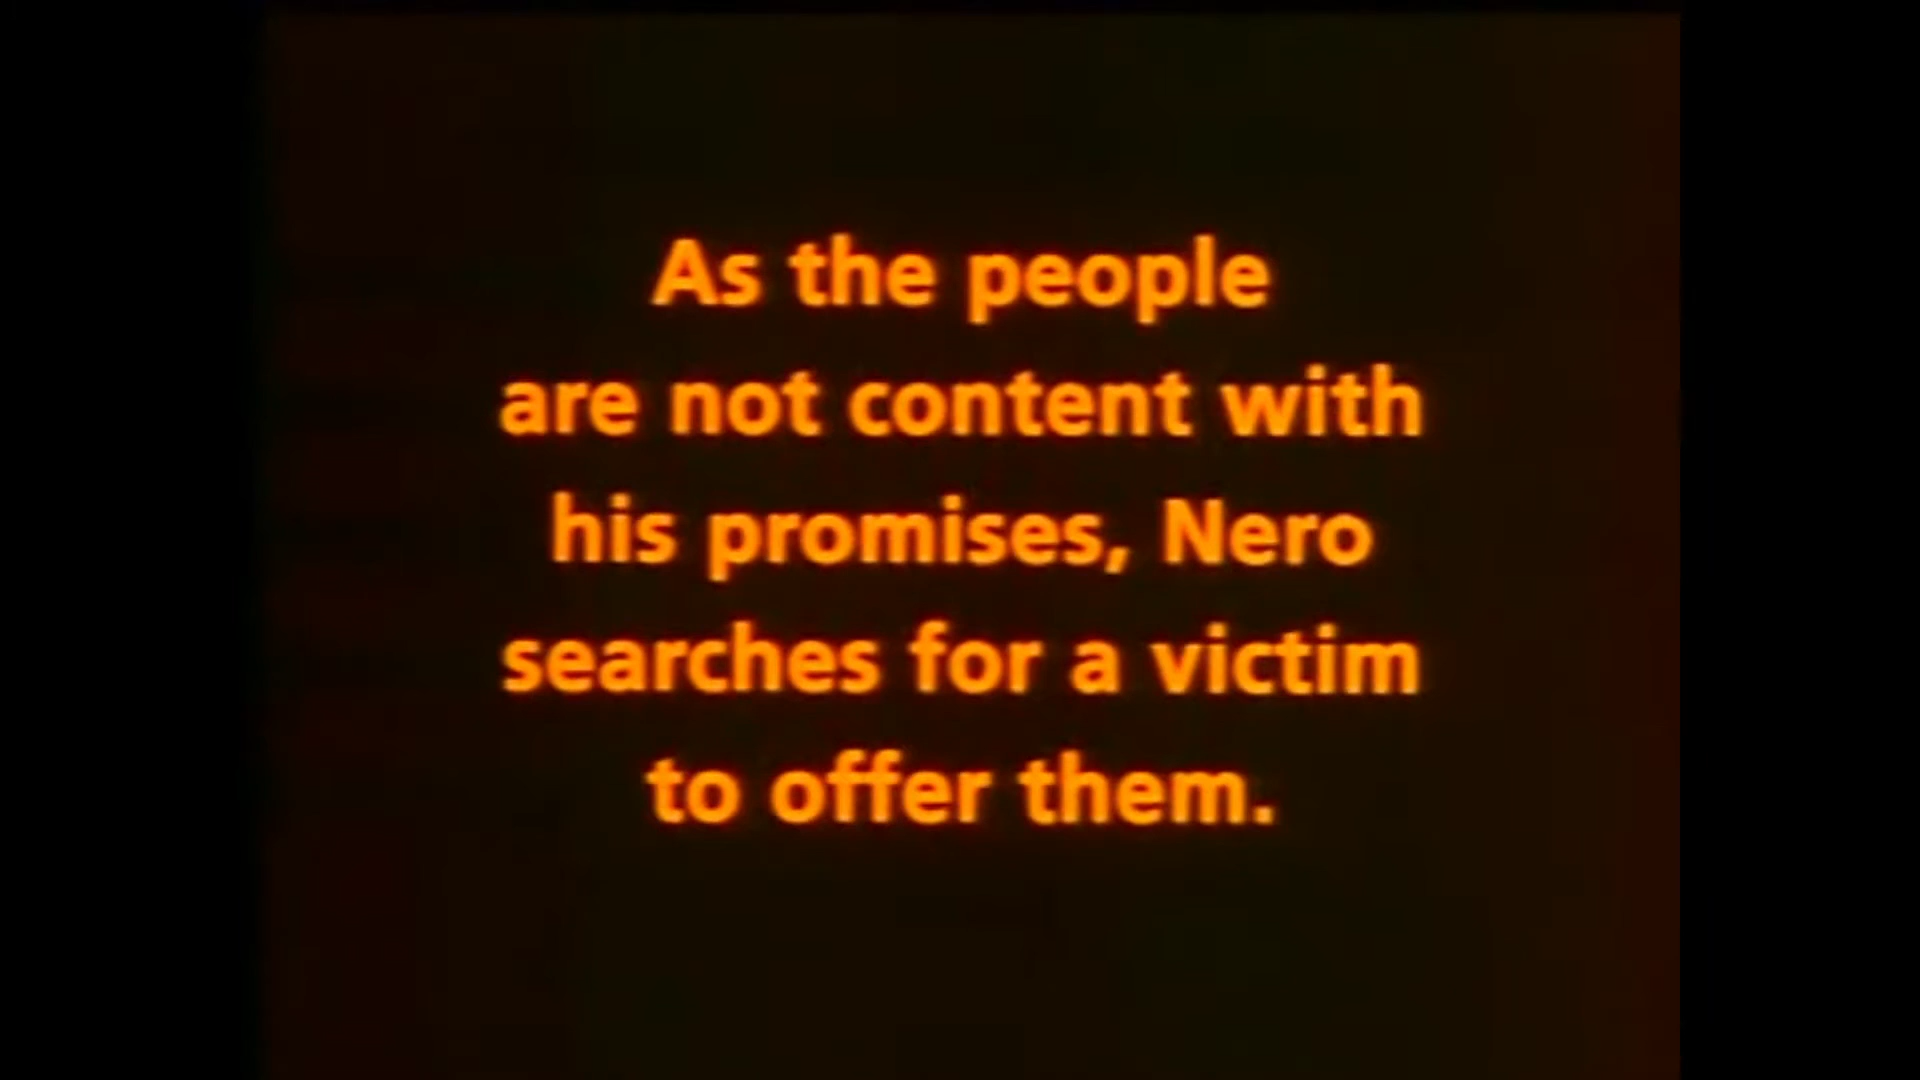 As the people
are not content with
his promises, Nero
searches for a victim
to offer them.